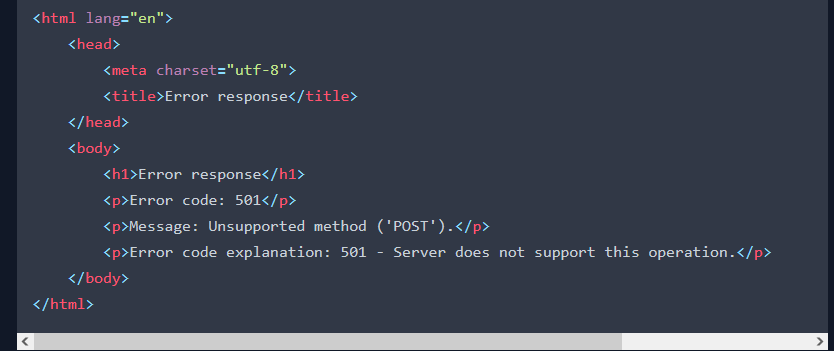 <html lang="en">
<head>
<meta charset="utf-8">
<title>Error response</title>
</head>
<body>
<h1>Error response</h1>
<p>Error code: 501</p>
<p>Message: Unsupported method ('POST').</p>
<p>Error code explanation: 501 - Server does not support this operation.</p>
</body>
</html>